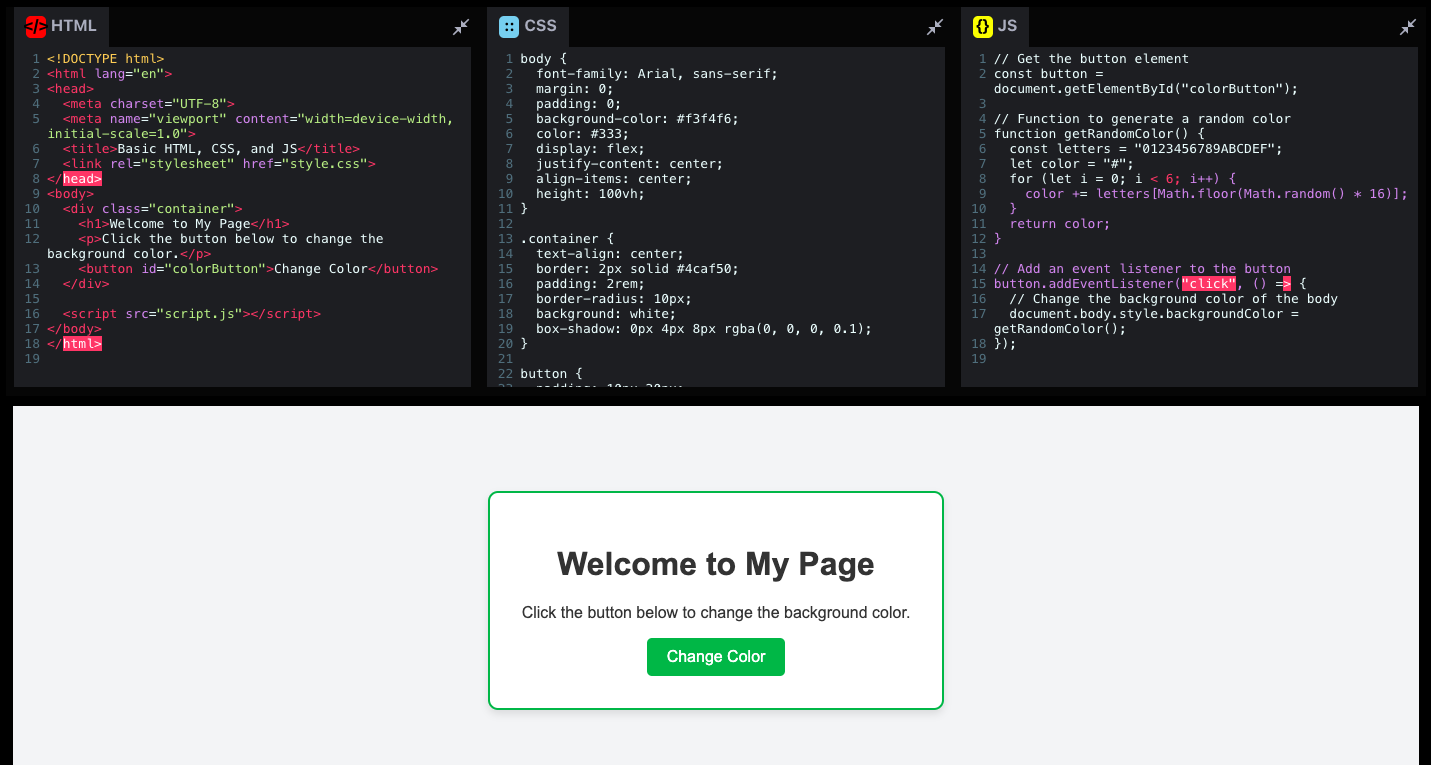 </> HTML
1 <!DOCTYPE html>
2 <html lang="en">
3 <head>
4   <meta charset="UTF-8">
5   <meta name="viewport" content="width=device-width,
initial-scale=1.0">
6   <title>Basic HTML, CSS, and JS</title>
7   <link rel="stylesheet" href="style.css">
8 </head>
9 <body>
10   <div class="container">
11     <h1>Welcome to My Page</h1>
12     <p>Click the button below to change the
background color.</p>
13     <button id="colorButton">Change Color</button>
14   </div>
15
16   <script src="script.js"></script>
17 </body>
18 </html>
19
CSS
1 body {
2   font-family: Arial, sans-serif;
3   margin: 0;
4   padding: 0;
5   background-color: #f3f4f6;
6   color: #333;
7   display: flex;
8   justify-content: center;
9   align-items: center;
10   height: 100vh;
11 }
12
13 .container {
14   text-align: center;
15   border: 2px solid #4caf50;
16   padding: 2rem;
17   border-radius: 10px;
18   background: white;
19   box-shadow: 0px 4px 8px rgba(0, 0, 0, 0.1);
20 }
21
22 button {
23   padding: 10px 20px;
{} JS
1 // Get the button element
2 const button =
document.getElementById("colorButton");
3
4 // Function to generate a random color
5 function getRandomColor() {
6   const letters = "0123456789ABCDEF";
7   let color = "#";
8   for (let i = 0; i < 6; i++) {
9     color += letters[Math.floor(Math.random() * 16)];
10   }
11   return color;
12 }
13
14 // Add an event listener to the button
15 button.addEventListener("click", () => {
16   // Change the background color of the body
17   document.body.style.backgroundColor =
getRandomColor();
18 });
19
Welcome to My Page
Click the button below to change the background color.
Change Color